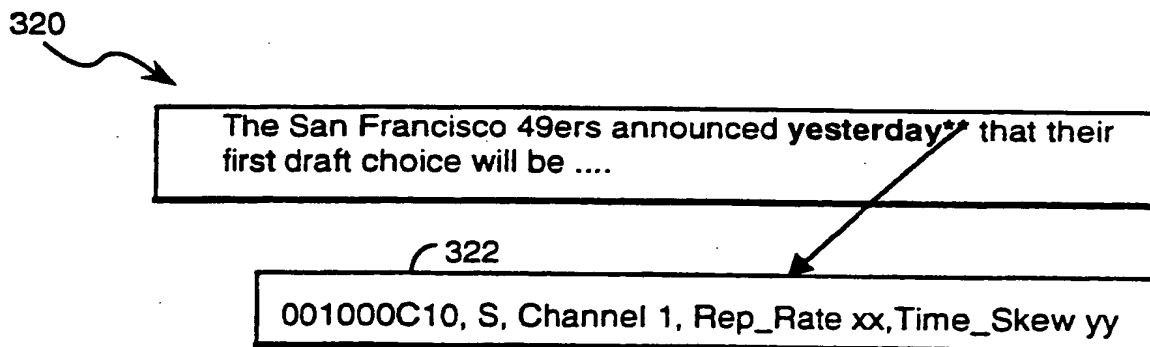 320
The San Francisco 49ers announced yesterday** that their
first draft choice will be ....
322
001000C10, S, Channel 1, Rep_Rate xx,Time_Skew yy